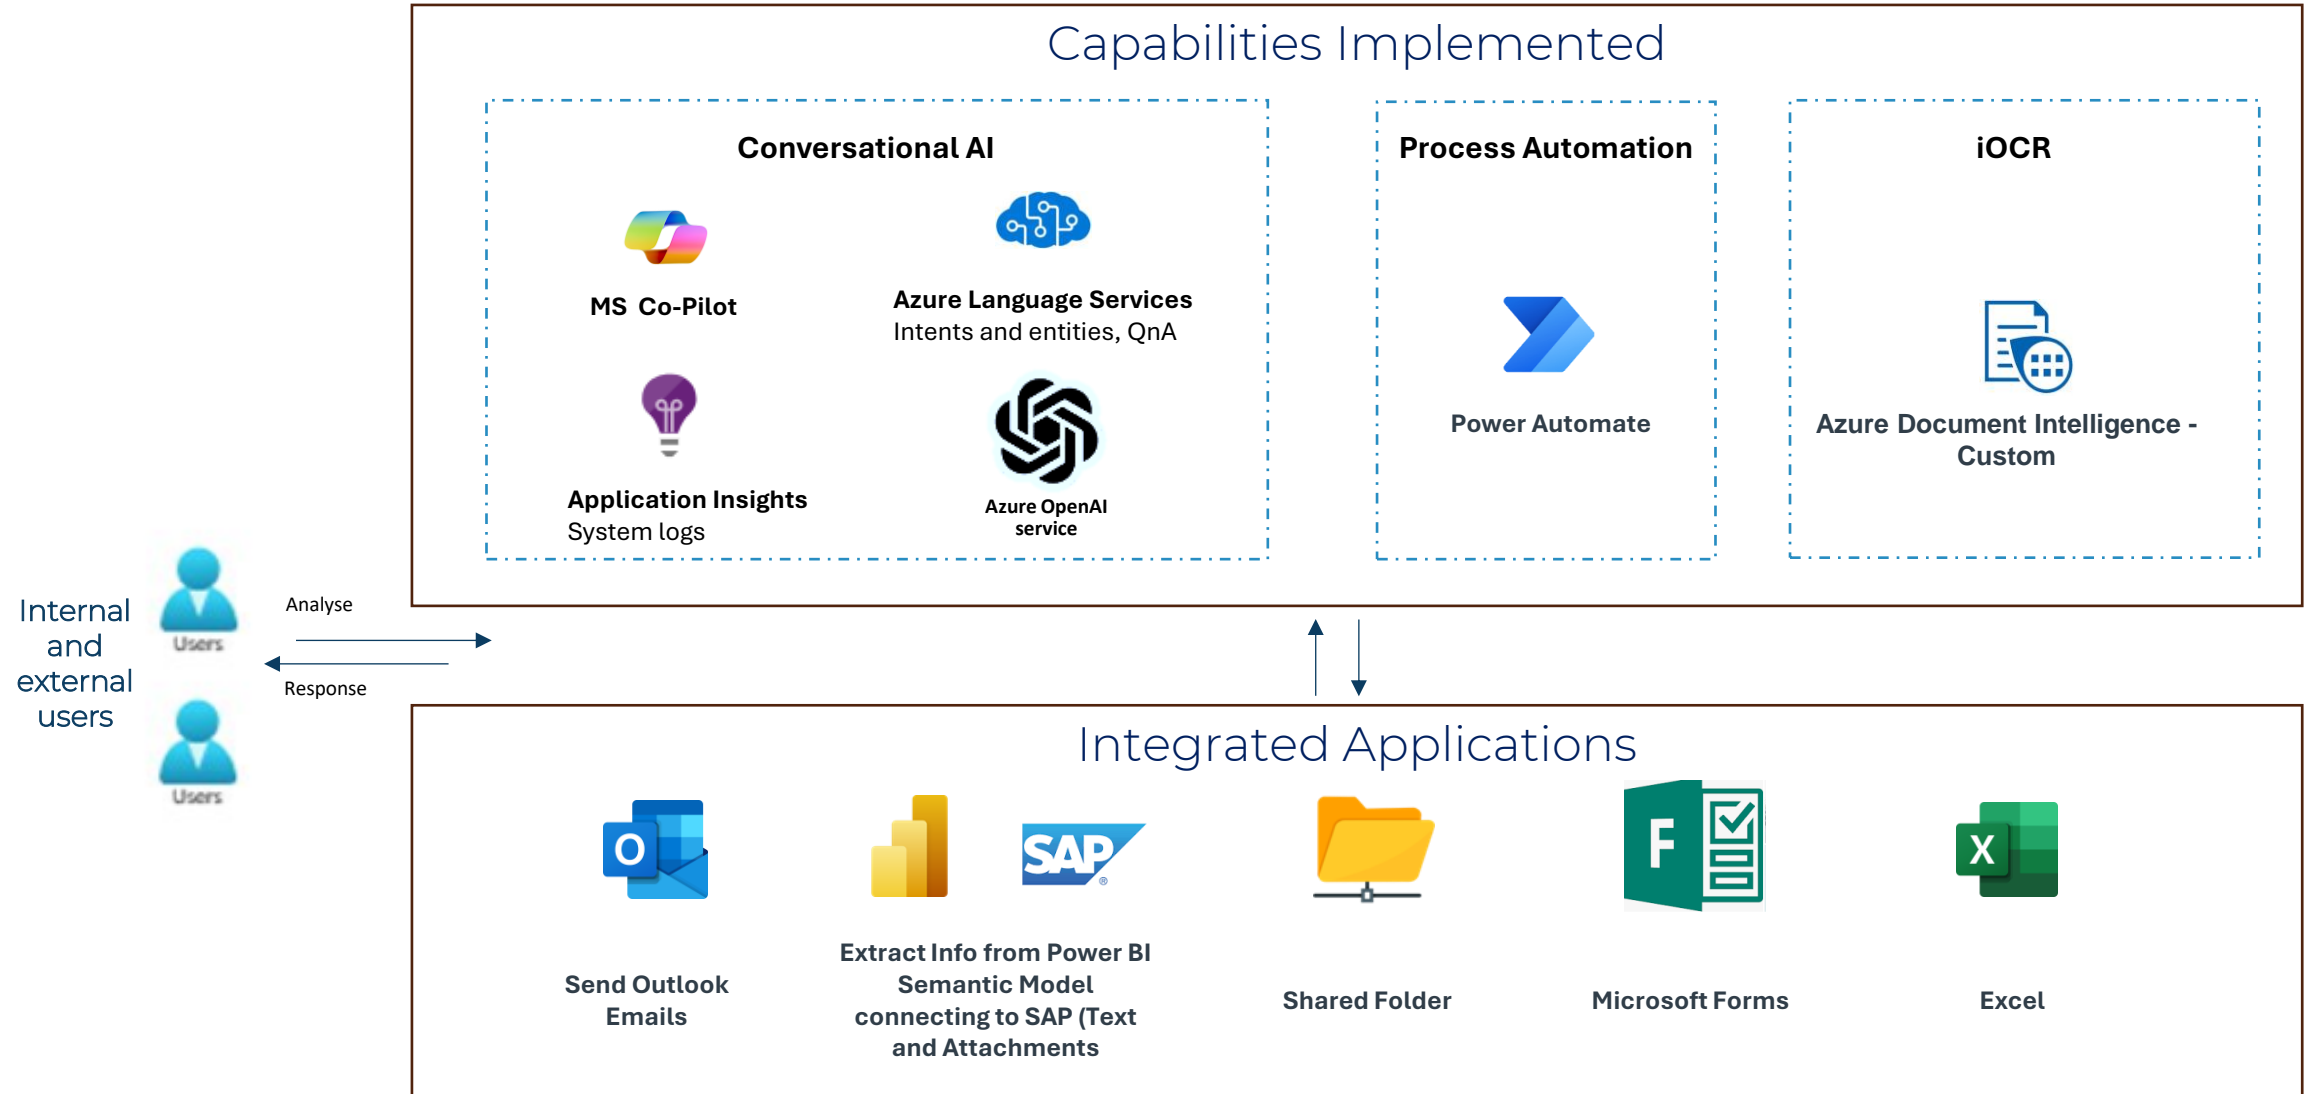 Capabilities Implemented
Conversational AI
MS  Co-Pilot
Azure Language Services
Intents and entities, QnA
Application Insights
System logs
Azure OpenAI
service
Process Automation
Power Automate
iOCR
Azure Document Intelligence -
Custom
Internal
and
external
users
Users
Users
Analyse
Response
Integrated Applications
O
Send Outlook
Emails
SAP®
Extract Info from Power BI
Semantic Model
connecting to SAP (Text
and Attachments
Shared Folder
F
Microsoft Forms
X
Excel